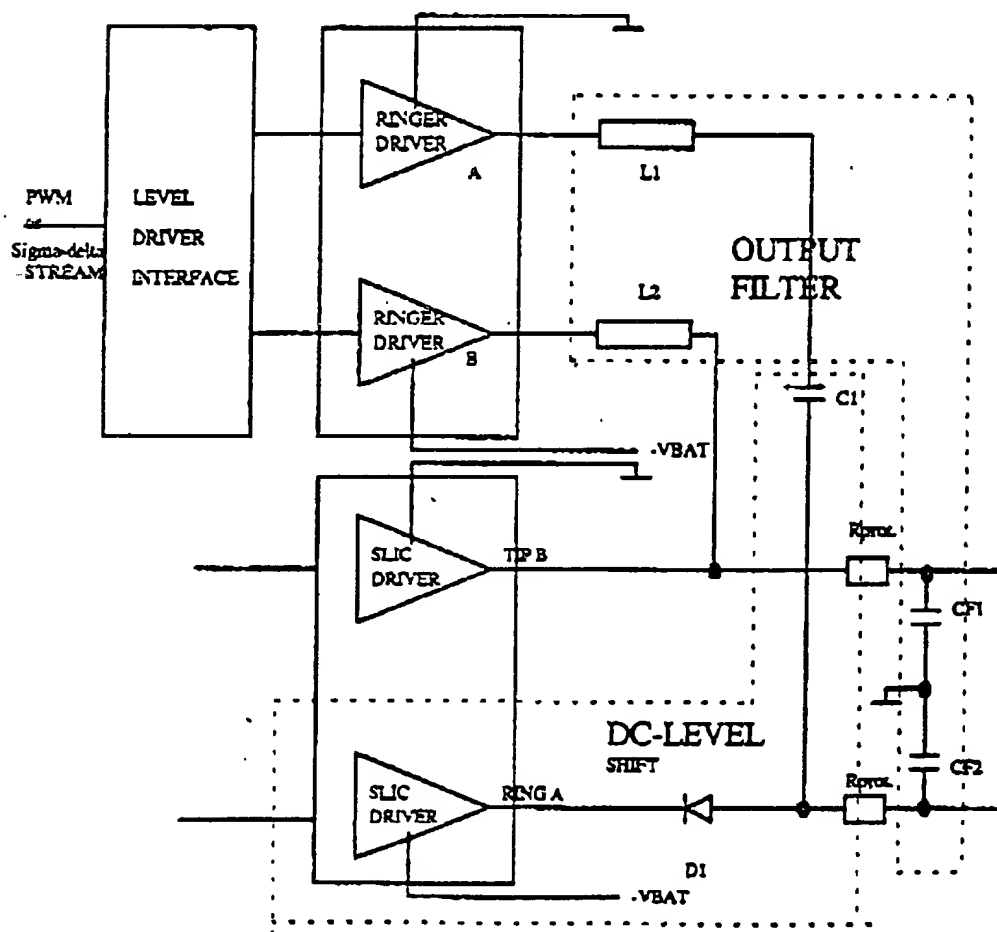 RINGER
DRIVER
A
L1
PWM
or
Sigma-delta
STREAM
LEVEL
DRIVER
INTERFACE
OUTPUT
FILTER
L2
RINGER
DRIVER
B
C1
-VBAT
SLIC
DRIVER
TIP B
Rprot.
CF1
DC-LEVEL
SHIFT
SLIC
DRIVER
RING A
Rprot.
CF2
D1
-VBAT